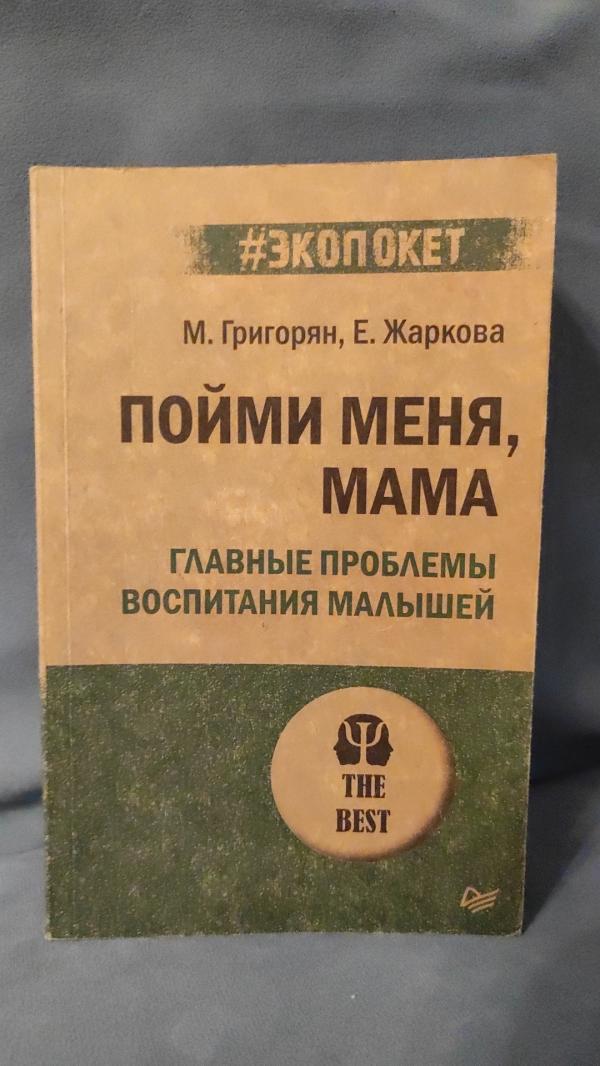 #ЭКОПОКЕТ
М. Григорян, Е. Жаркова
ПОЙМИ МЕНЯ,
МАМА
ГЛАВНЫЕ ПРОБЛЕМЫ
ВОСПИТАНИЯ МАЛЫШЕЙ
Ψ
THE
BEST